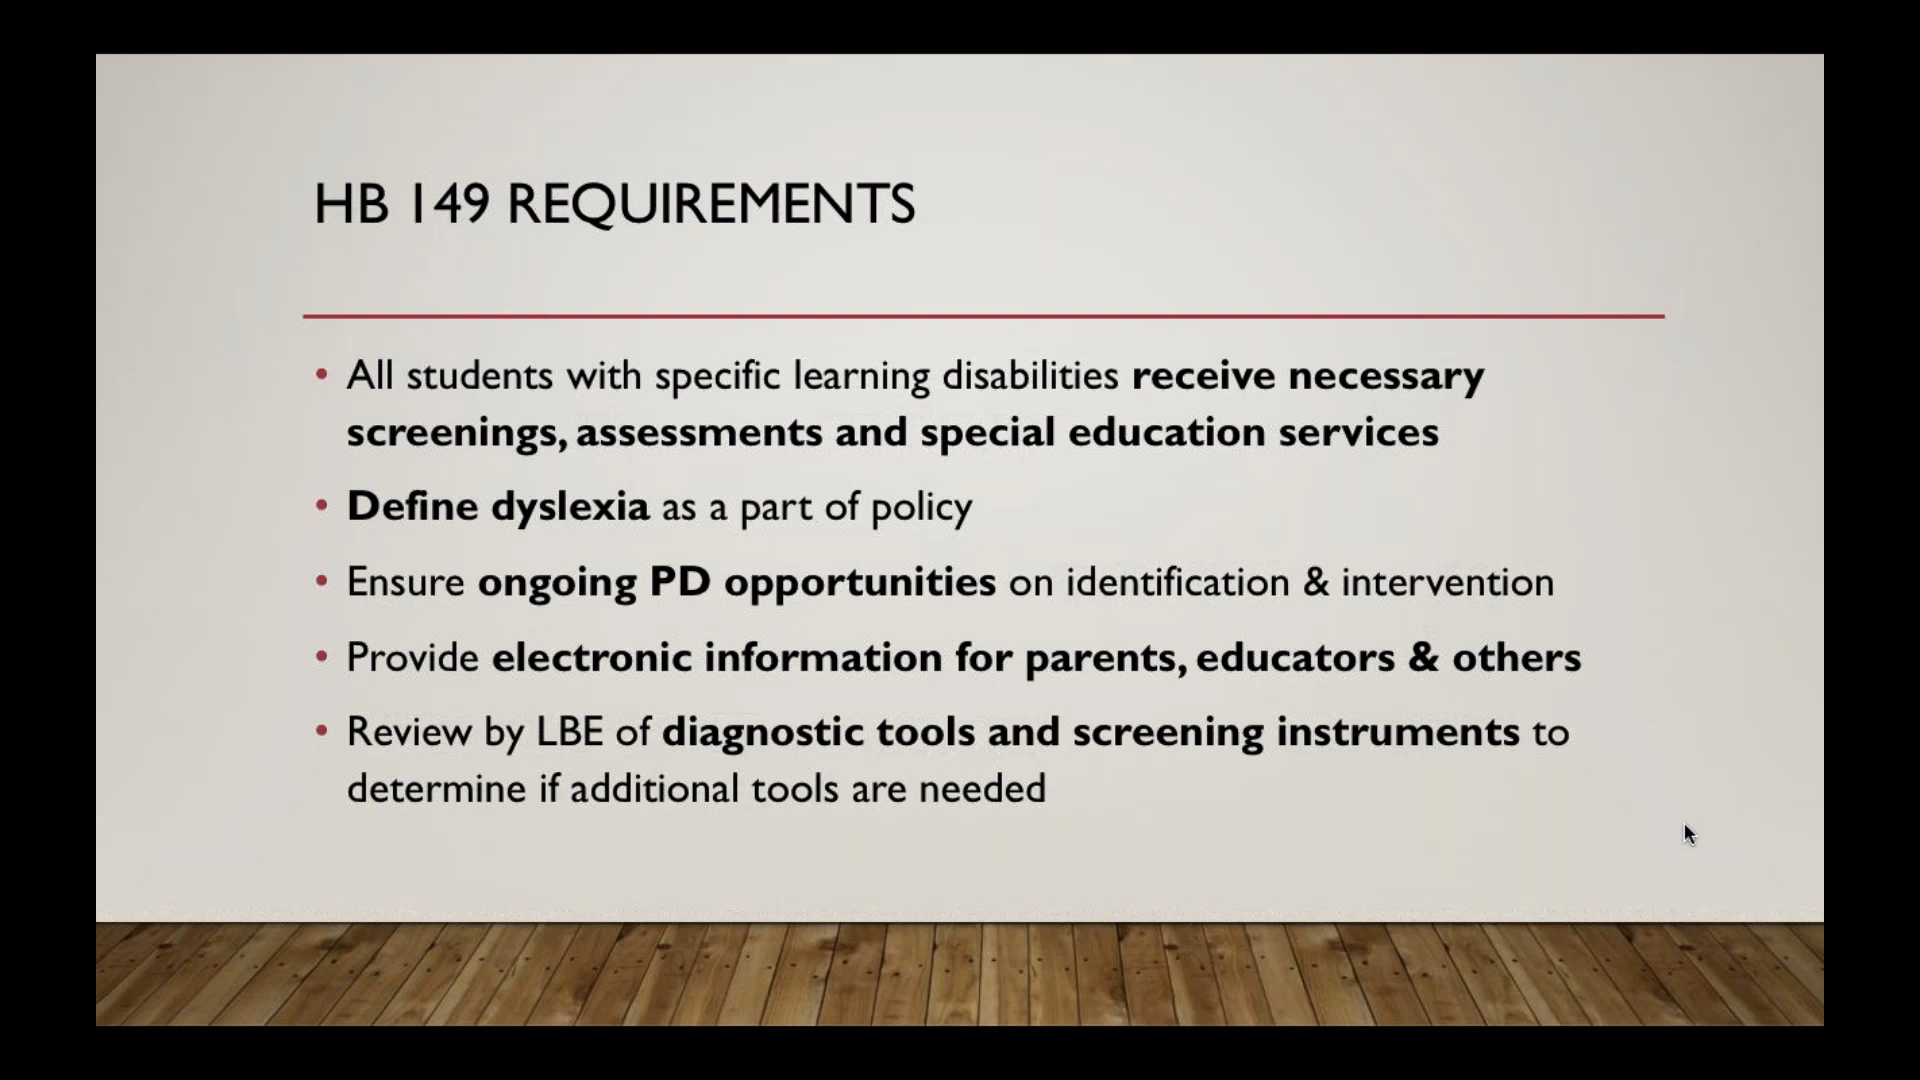 HB 149 REQUIREMENTS
• All students with specific learning disabilities receive necessary
screenings, assessments and special education services
• Define dyslexia as a part of policy
• Ensure ongoing PD opportunities on identification & intervention
• Provide electronic information for parents, educators & others
• Review by LBE of diagnostic tools and screening instruments to
determine if additional tools are needed